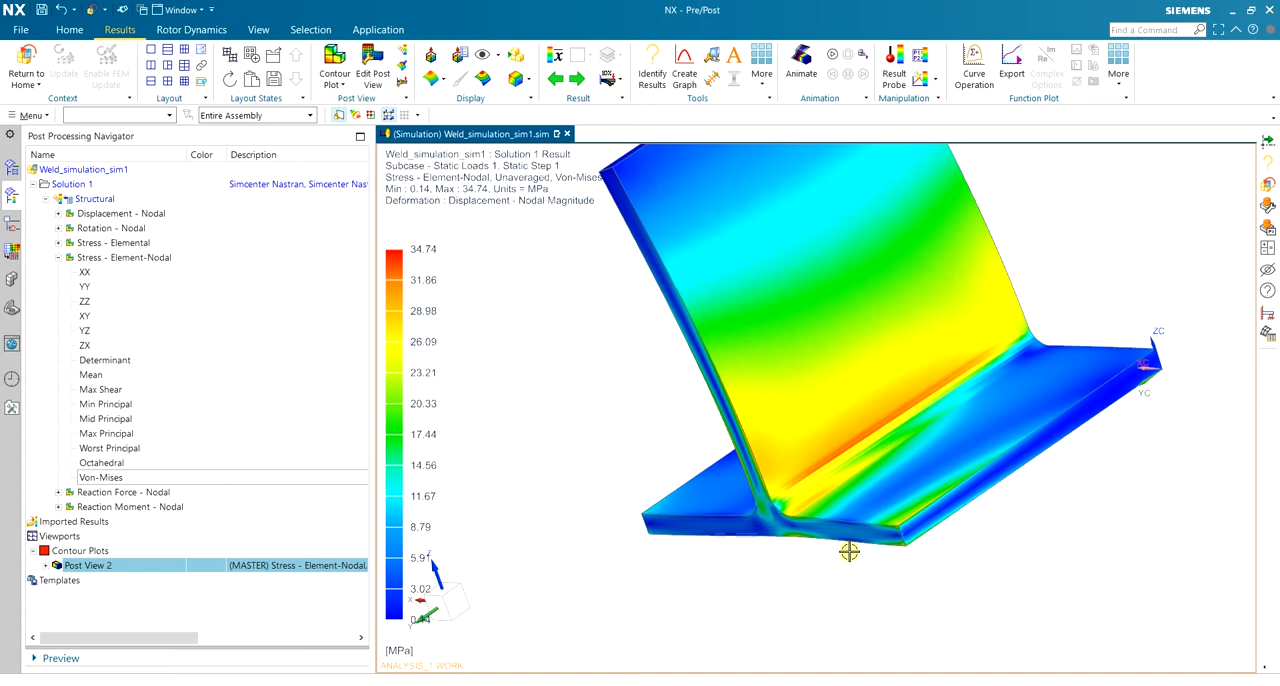 NX
Window
NX - Pre/Post
SIEMENS
File
Home
Results
Rotor Dynamics
View
Selection
Application
Find a Command
Return to Home
Update
Enable FEM Update
Contour Plot
Edit Post View
Identify Results
Create Graph
More
Animate
Result Probe
Curve Operation
Export
Complex Options
More
Context
Layout
Layout States
Post View
Display
Result
Tools
Animation
Manipulation
Function Plot
Menu
Entire Assembly
Post Processing Navigator
(Simulation) Weld_simulation_sim1.sim
Name
Color
Description
Weld_simulation_sim1
Solution 1
Simcenter Nastran, Simcenter Nast
Structural
Displacement - Nodal
Rotation - Nodal
Stress - Elemental
Stress - Element-Nodal
XX
YY
ZZ
XY
YZ
ZX
Determinant
Mean
Max Shear
Min Principal
Mid Principal
Max Principal
Worst Principal
Octahedral
Von-Mises
Reaction Force - Nodal
Reaction Moment - Nodal
Imported Results
Viewports
Contour Plots
Post View 2
(MASTER) Stress - Element-Nodal,
Templates
Preview
Weld_simulation_sim1 : Solution 1 Result
Subcase - Static Loads 1, Static Step 1
Stress - Element-Nodal, Unaveraged, Von-Mises
Min : 0.14, Max : 34.74, Units = MPa
Deformation : Displacement - Nodal Magnitude
34.74
31.86
28.98
26.09
23.21
20.33
17.44
14.56
11.67
8.79
5.91
3.02
0.14
[MPa]
ANALYSIS_1 WORK
Z
X
Y
ZC
XC
YC